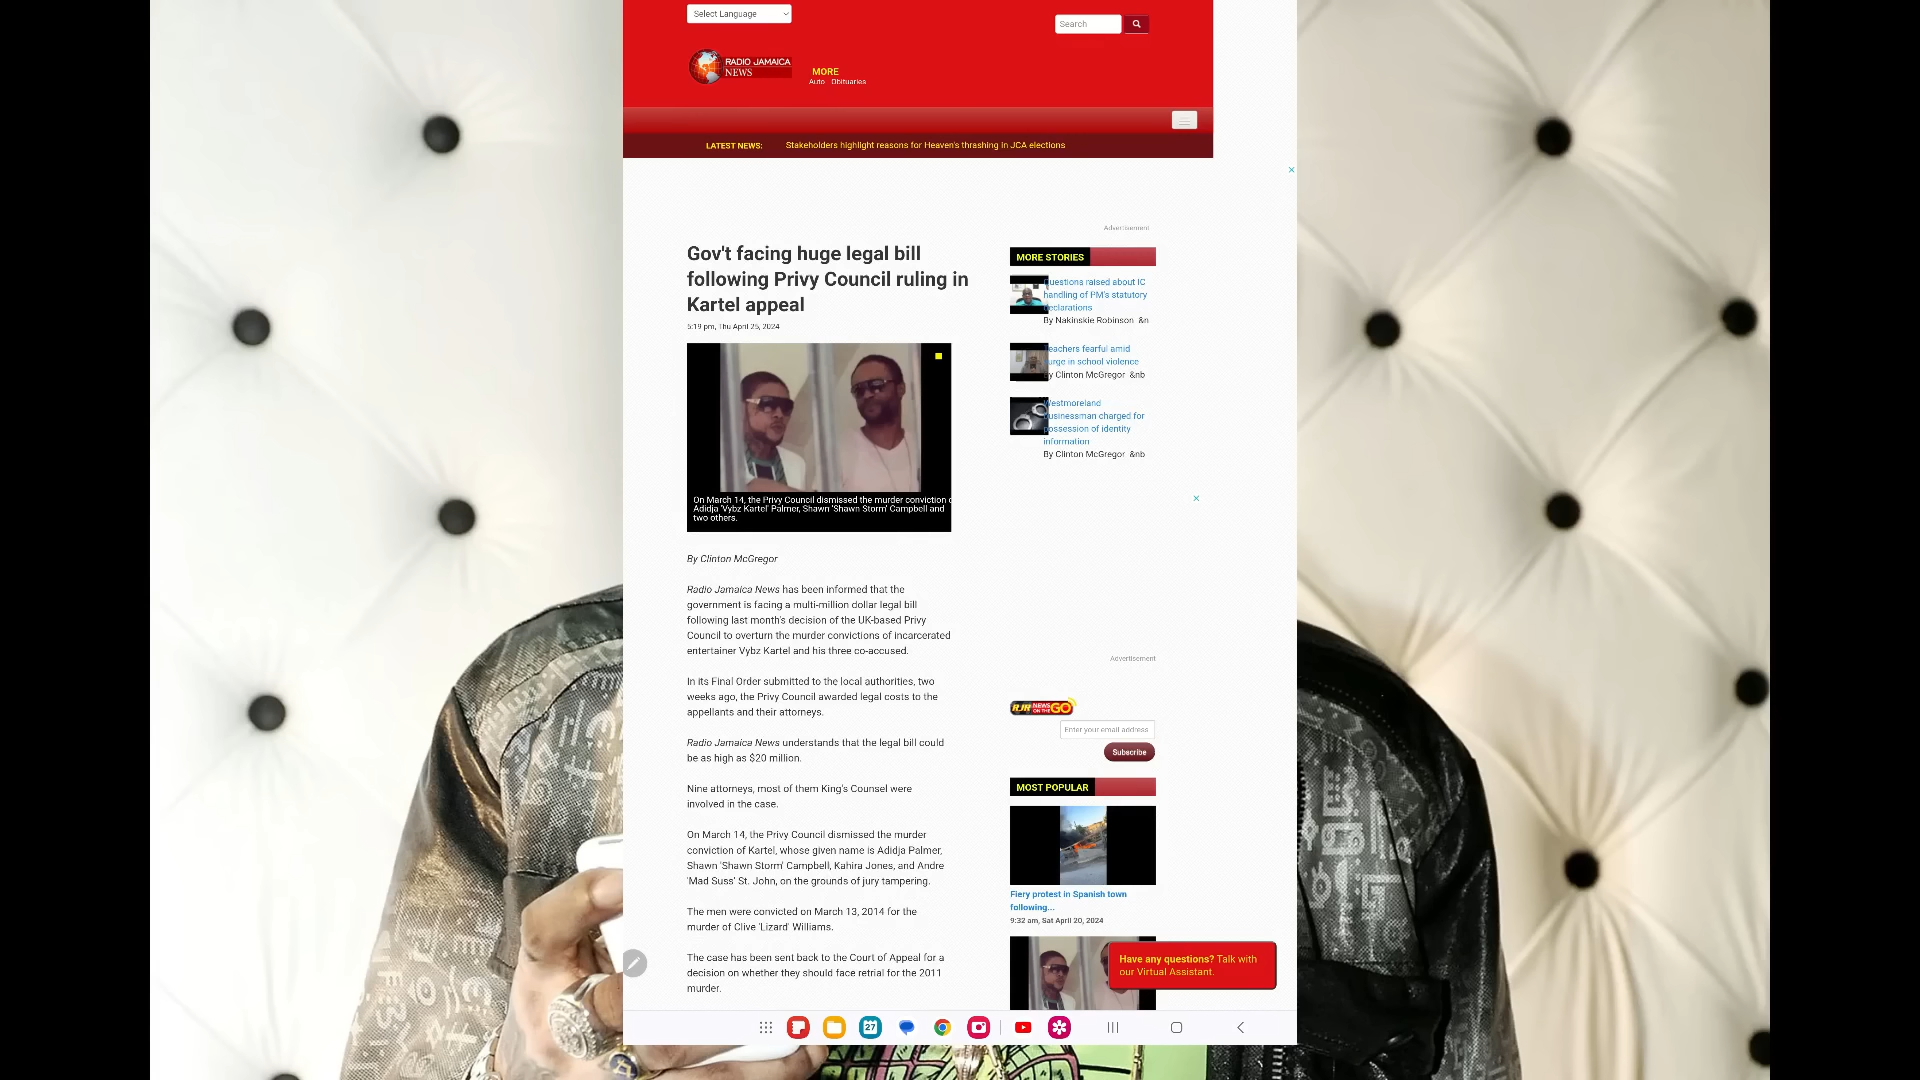 Select Language
Search
RADIO JAMAICA
NEWS
MORE
Auto Obituaries
LATEST NEWS: Stakeholders highlight reasons for Heaven's thrashing in JCA elections
Advertisement
Gov't facing huge legal bill
following Privy Council ruling in
Kartel appeal
5:19 pm, Thu April 25, 2024
On March 14, the Privy Council dismissed the murder conviction
Adidja 'Vybz Kartel' Palmer, Shawn 'Shawn Storm' Campbell and
two others.
By Clinton McGregor
Radio Jamaica News has been informed that the
government is facing a multi-million dollar legal bill
following last month's decision of the UK-based Privy
Council to overturn the murder convictions of incarcerated
entertainer Vybz Kartel and his three co-accused.
In its Final Order submitted to the local authorities, two
weeks ago, the Privy Council awarded legal costs to the
appellants and their attorneys.
Radio Jamaica News understands that the legal bill could
be as high as $20 million.
Nine attorneys, most of them King's Counsel were
involved in the case.
On March 14, the Privy Council dismissed the murder
conviction of Kartel, whose given name is Adidja Palmer,
Shawn 'Shawn Storm' Campbell, Kahira Jones, and Andre
'Mad Suss' St. John, on the grounds of jury tampering.
The men were convicted on March 13, 2014 for the
murder of Clive 'Lizard' Williams.
The case has been sent back to the Court of Appeal for a
decision on whether they should face retrial for the 2011
murder.
MORE STORIES
Questions raised about IC
handling of PM's statutory
declarations
By Nakinskie Robinson &n
Teachers fearful amid
surge in school violence
By Clinton McGregor &nb
Westmoreland
businessman charged for
possession of identity
information
By Clinton McGregor &nb
Advertisement
RJR NEWS ON THE GO
Enter your email address
Subscribe
MOST POPULAR
Fiery protest in Spanish town
following...
9:32 am, Sat April 20, 2024
Have any questions? Talk with
our Virtual Assistant.
27